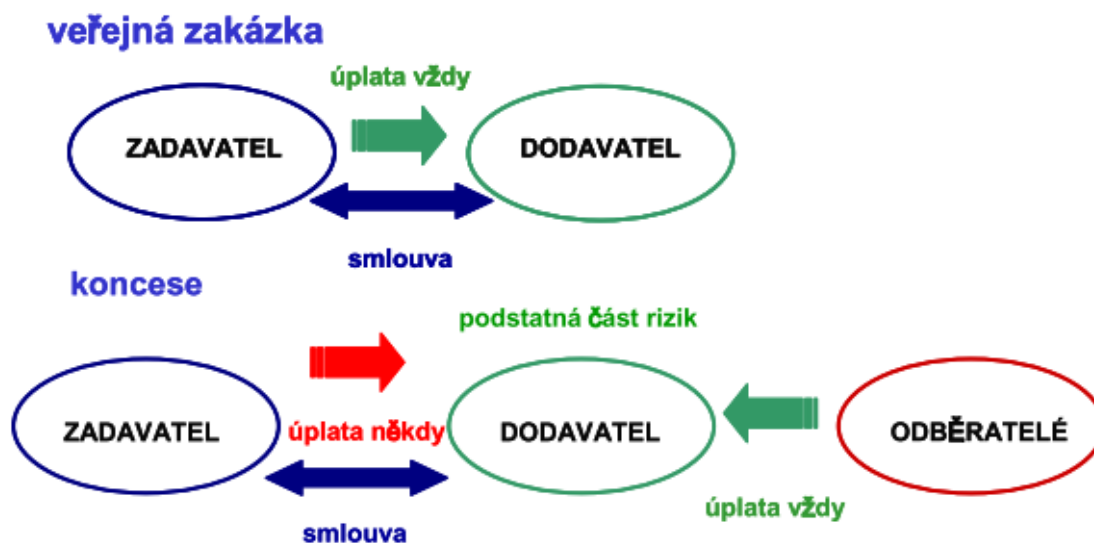 veřejná zakázka
úplata vždy
ZADAVATEL
DODAVATEL
smlouva
koncese
podstatná část rizik
ZADAVATEL
úplata někdy
DODAVATEL
ODBĚRATELÉ
úplata vždy
smlouva